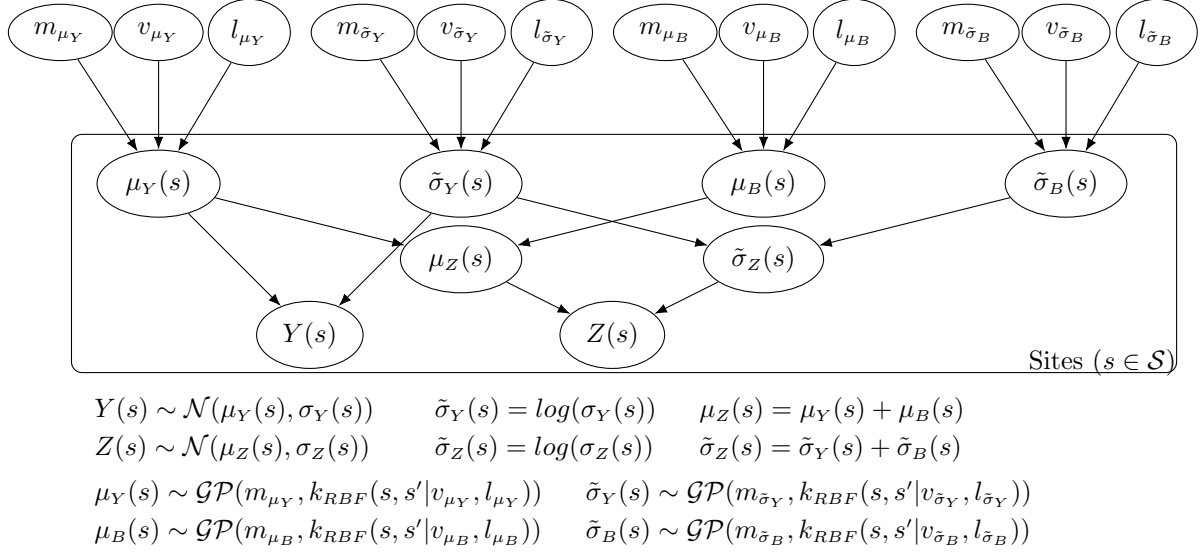 m_{μ_Y} v_{μ_Y} l_{μ_Y} m_{σ̃_Y} v_{σ̃_Y} l_{σ̃_Y} m_{μ_B} v_{μ_B} l_{μ_B} m_{σ̃_B} v_{σ̃_B} l_{σ̃_B}
μ_Y(s) σ̃_Y(s) μ_B(s) σ̃_B(s)
μ_Z(s) σ̃_Z(s)
Y(s) Z(s)
Sites (s ∈ 𝒮)
Y(s) ∼ 𝒩(μ_Y(s), σ_Y(s)) σ̃_Y(s) = log(σ_Y(s)) μ_Z(s) = μ_Y(s) + μ_B(s)
Z(s) ∼ 𝒩(μ_Z(s), σ_Z(s)) σ̃_Z(s) = log(σ_Z(s)) σ̃_Z(s) = σ̃_Y(s) + σ̃_B(s)
μ_Y(s) ∼ 𝒢𝒫(m_{μ_Y}, k_{RBF}(s, s′|v_{μ_Y}, l_{μ_Y})) σ̃_Y(s) ∼ 𝒢𝒫(m_{σ̃_Y}, k_{RBF}(s, s′|v_{σ̃_Y}, l_{σ̃_Y}))
μ_B(s) ∼ 𝒢𝒫(m_{μ_B}, k_{RBF}(s, s′|v_{μ_B}, l_{μ_B})) σ̃_B(s) ∼ 𝒢𝒫(m_{σ̃_B}, k_{RBF}(s, s′|v_{σ̃_B}, l_{σ̃_B}))